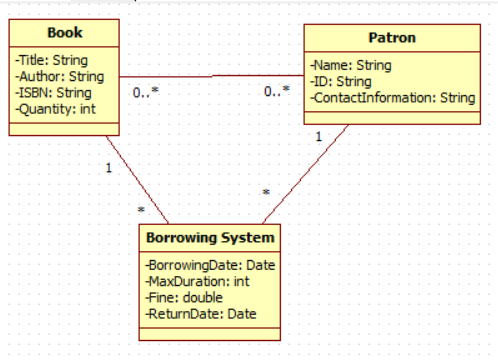 Book
-Title: String
-Author: String
-ISBN: String
-Quantity: int
Patron
-Name: String
-ID: String
-ContactInformation: String
0..*
0..*
1
*
1
*
Borrowing System
-BorrowingDate: Date
-MaxDuration: int
-Fine: double
-ReturnDate: Date